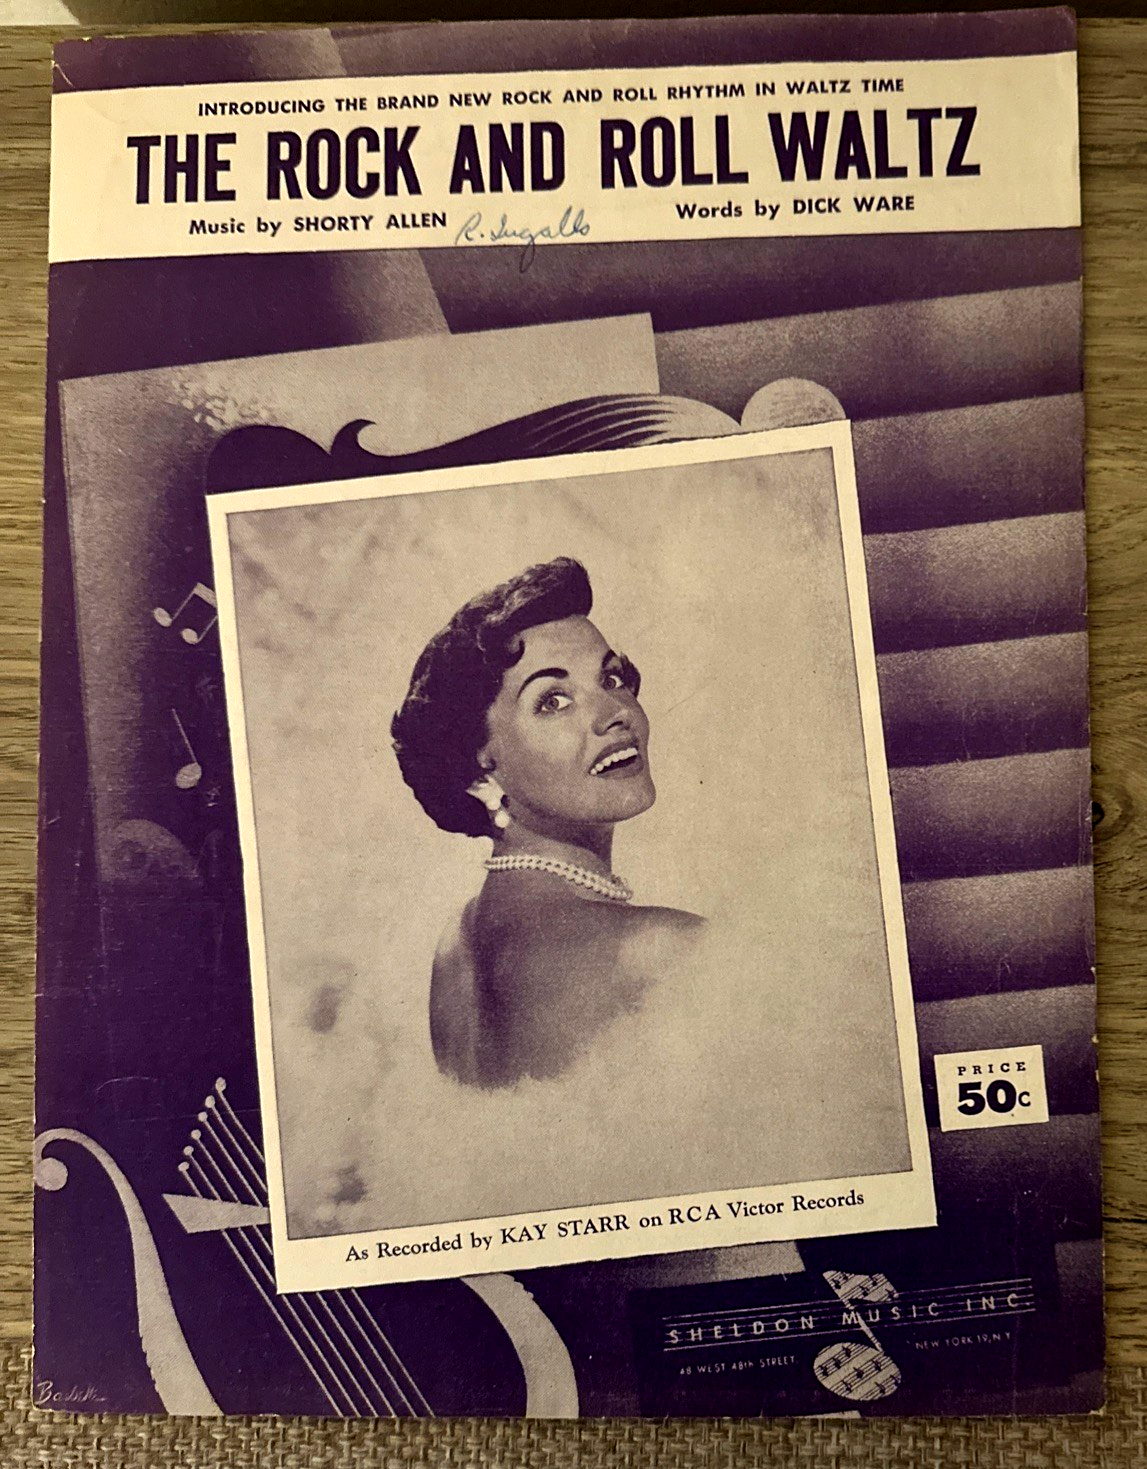 INTRODUCING THE BRAND NEW ROCK AND ROLL RHYTHM IN WALTZ TIME
THE ROCK AND ROLL WALTZ
Music by SHORTY ALLEN
R. Ingalls
Words by DICK WARE
PRICE
50c
As Recorded by KAY STARR on RCA Victor Records
SHELDON MUSIC INC.
48 WEST 48th STREET
NEW YORK 19, N Y